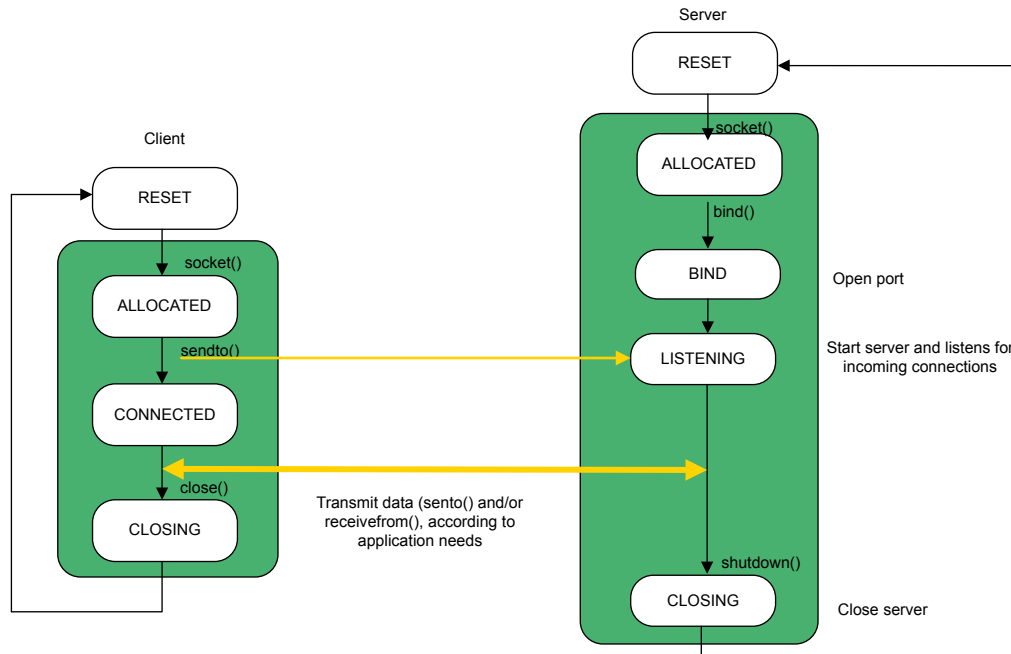 Server
RESET
socket()
Client
ALLOCATED
RESET
bind()
socket()
BIND
Open port
ALLOCATED
sendto()
LISTENING
Start server and listens for
incoming connections
CONNECTED
close()
Transmit data (sento() and/or
receivefrom(), according to
application needs
CLOSING
shutdown()
CLOSING
Close server